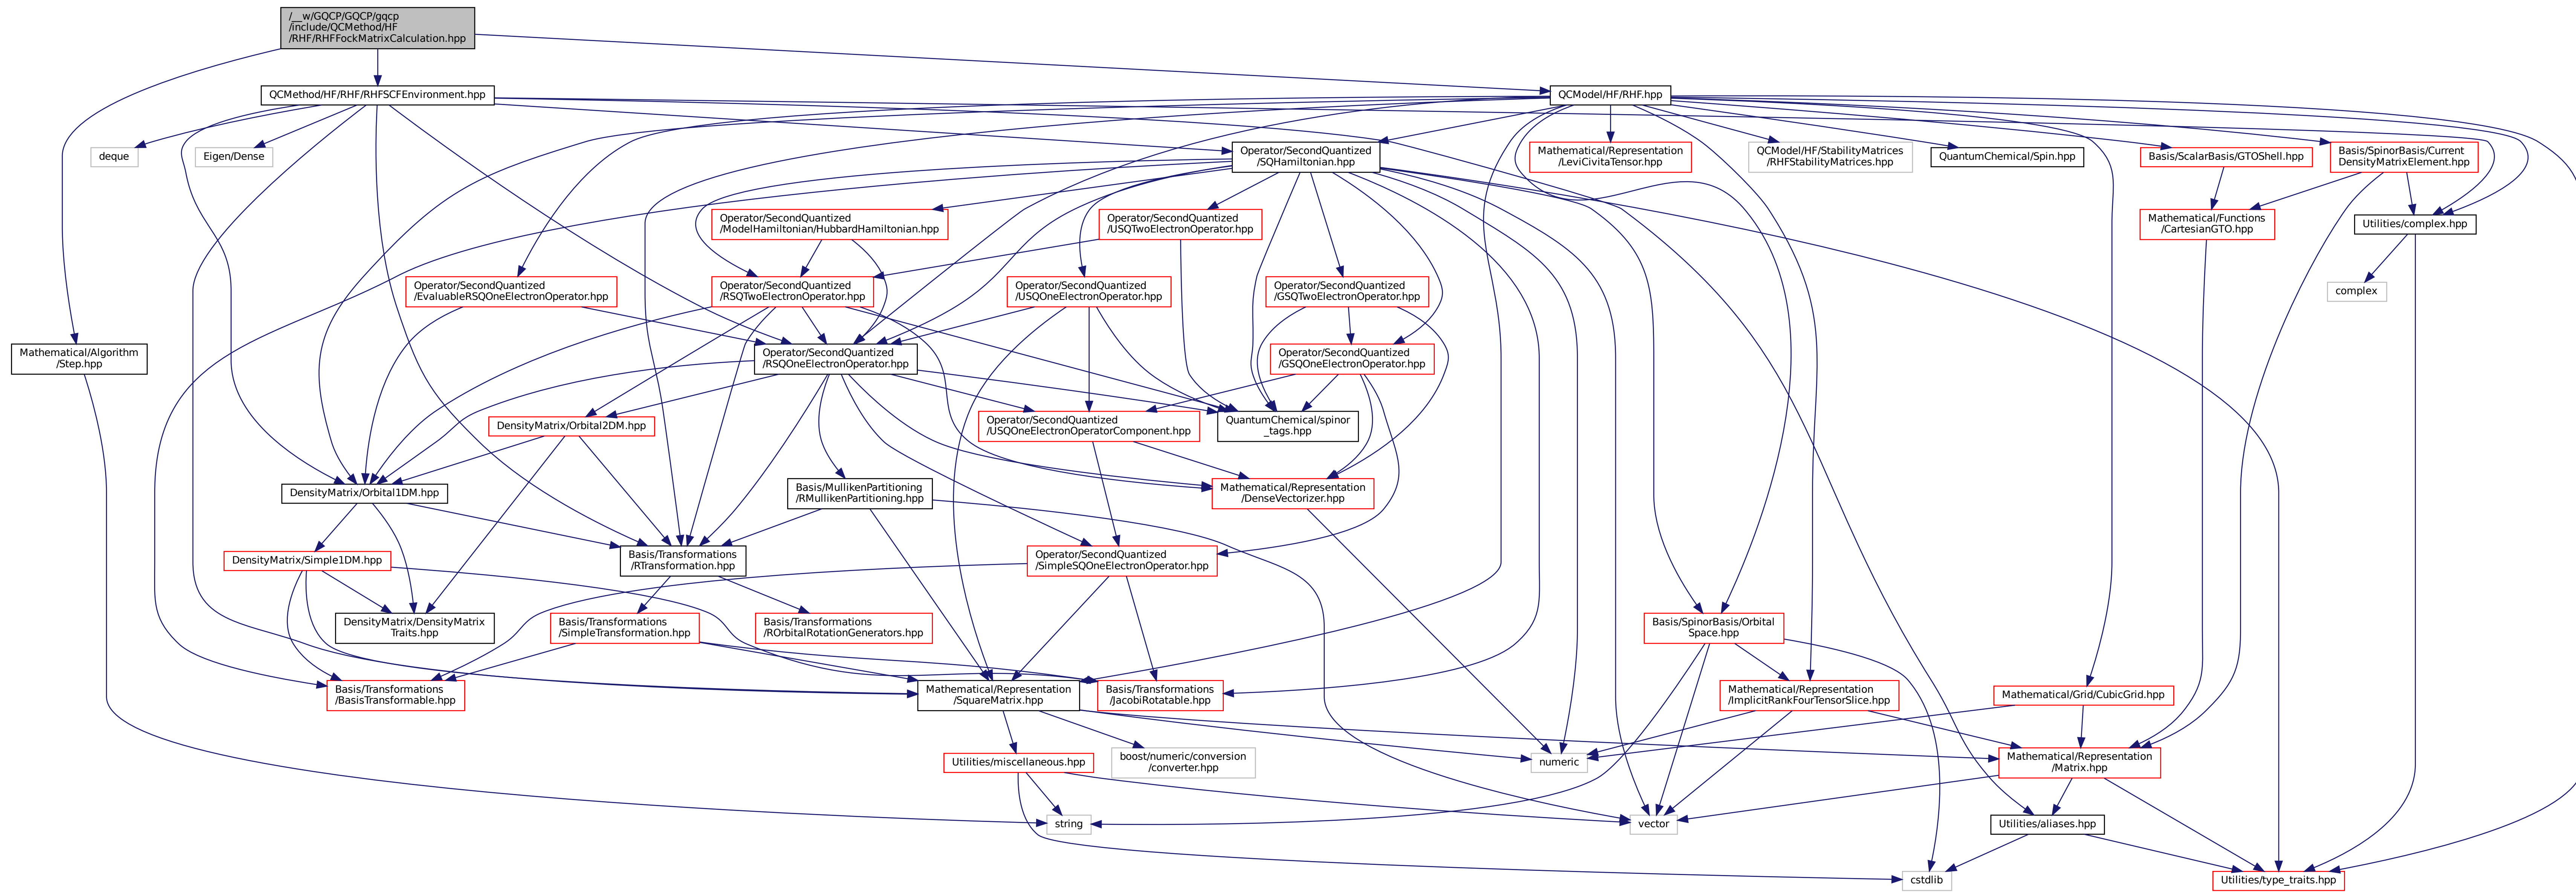 /__w/GQCP/GQCP/gqcp
/include/QCMethod/HF
/RHF/RHFFockMatrixCalculation.hpp
QCMethod/HF/RHF/RHFSCFEnvironment.hpp
QCModel/HF/RHF.hpp
deque
Eigen/Dense
Operator/SecondQuantized
/SQHamiltonian.hpp
Mathematical/Representation
/LeviCivitaTensor.hpp
QCModel/HF/StabilityMatrices
/RHFStabilityMatrices.hpp
QuantumChemical/Spin.hpp
Basis/ScalarBasis/GTOShell.hpp
Basis/SpinorBasis/Current
DensityMatrixElement.hpp
Operator/SecondQuantized
/ModelHamiltonian/HubbardHamiltonian.hpp
Operator/SecondQuantized
/USQTwoElectronOperator.hpp
Mathematical/Functions
/CartesianGTO.hpp
Utilities/complex.hpp
Operator/SecondQuantized
/EvaluableRSQOneElectronOperator.hpp
Operator/SecondQuantized
/RSQTwoElectronOperator.hpp
Operator/SecondQuantized
/USQOneElectronOperator.hpp
Operator/SecondQuantized
/GSQTwoElectronOperator.hpp
complex
Mathematical/Algorithm
/Step.hpp
Operator/SecondQuantized
/RSQOneElectronOperator.hpp
Operator/SecondQuantized
/GSQOneElectronOperator.hpp
DensityMatrix/Orbital2DM.hpp
Operator/SecondQuantized
/USQOneElectronOperatorComponent.hpp
QuantumChemical/spinor
_tags.hpp
DensityMatrix/Orbital1DM.hpp
Basis/MullikenPartitioning
/RMullikenPartitioning.hpp
Mathematical/Representation
/DenseVectorizer.hpp
DensityMatrix/Simple1DM.hpp
Basis/Transformations
/RTransformation.hpp
Operator/SecondQuantized
/SimpleSQOneElectronOperator.hpp
DensityMatrix/DensityMatrix
Traits.hpp
Basis/Transformations
/SimpleTransformation.hpp
Basis/Transformations
/ROrbitalRotationGenerators.hpp
Basis/SpinorBasis/Orbital
Space.hpp
Basis/Transformations
/BasisTransformable.hpp
Mathematical/Representation
/SquareMatrix.hpp
Basis/Transformations
/JacobiRotatable.hpp
Mathematical/Representation
/ImplicitRankFourTensorSlice.hpp
Mathematical/Grid/CubicGrid.hpp
Utilities/miscellaneous.hpp
boost/numeric/conversion
/converter.hpp
numeric
Mathematical/Representation
/Matrix.hpp
string
vector
Utilities/aliases.hpp
cstdlib
Utilities/type_traits.hpp